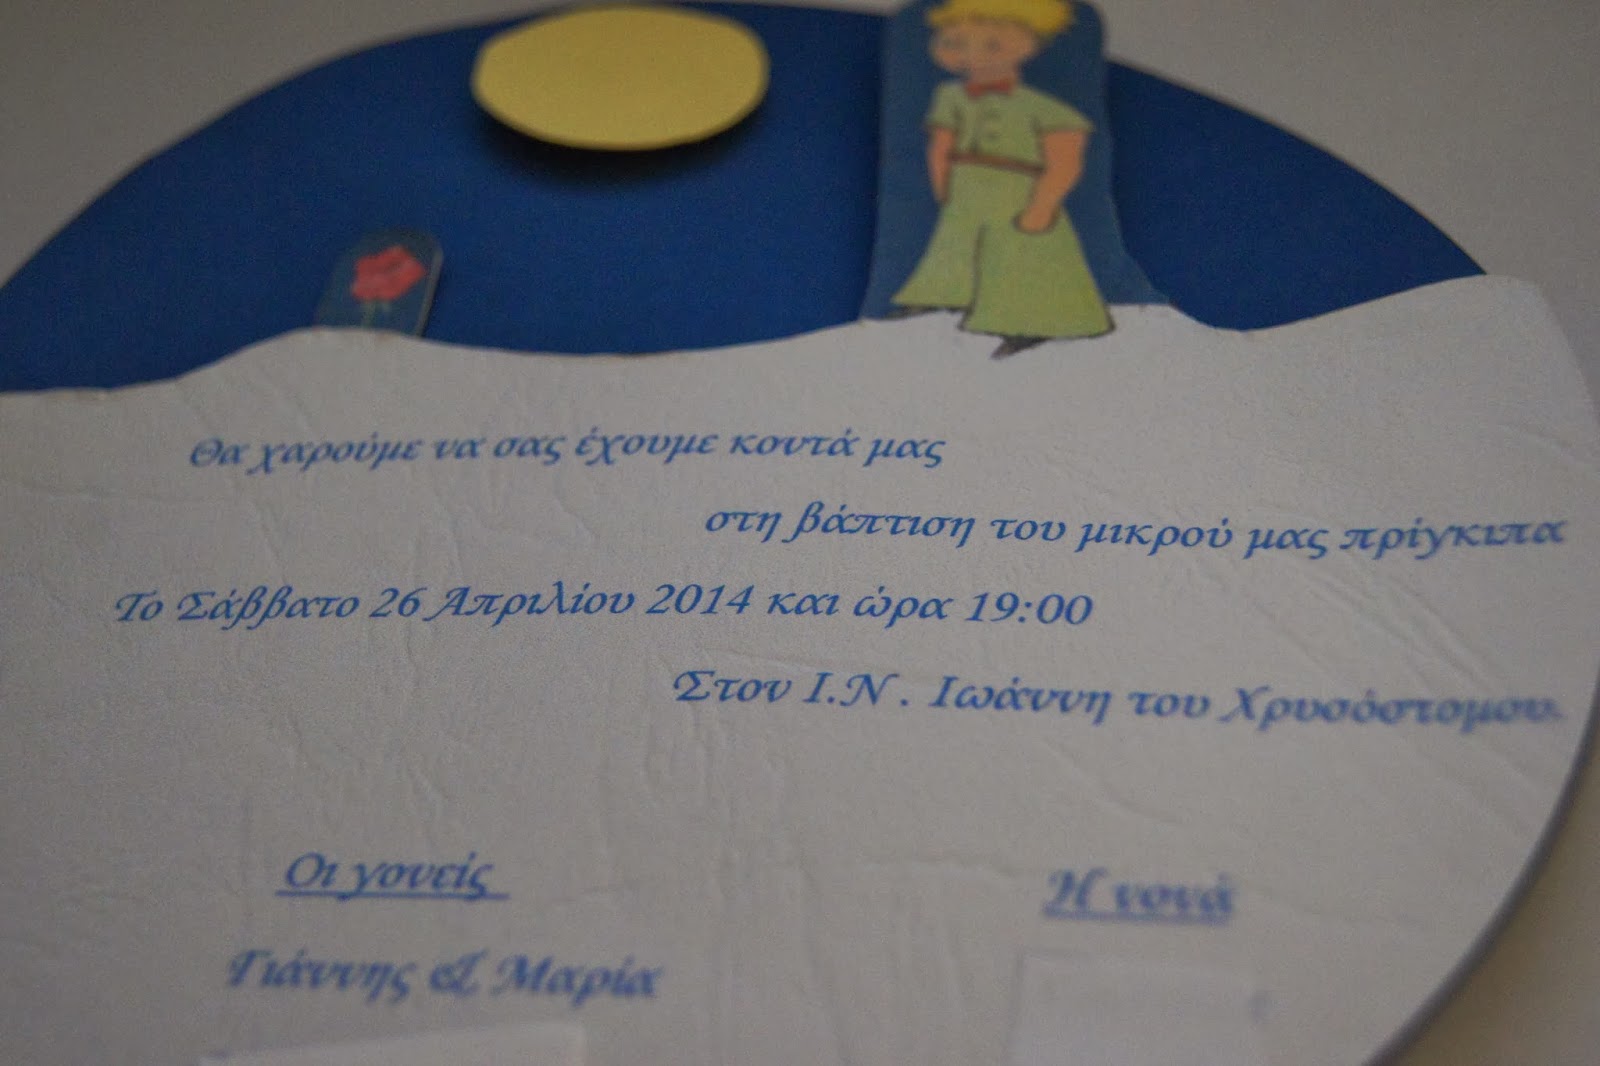 Θα χαρούμε να σας έχουμε κοντά μας
στη βάπτιση του μικρού μας πρίγκιπα
Το Σάββατο 26 Απριλίου 2014 και ώρα 19:00
Στον Ι.Ν. Ιωάννη του Χρυσόστομου.
Οι γονείς
Γιάννης & Μαρία
Η νονά